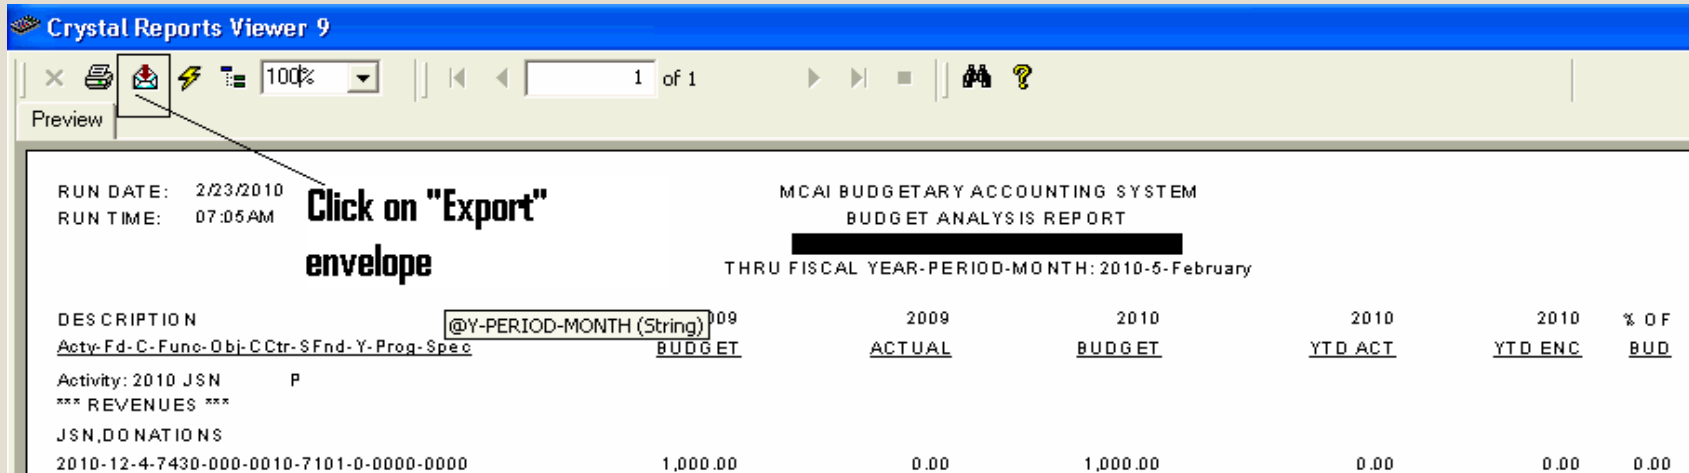 Crystal Reports Viewer 9
100% 1 of 1
Preview
RUN DATE: 2/23/2010 MCAI BUDGETARY ACCOUNTING SYSTEM
RUN TIME: 07:05AM BUDGET ANALYSIS REPORT
Click on "Export"
envelope
THRU FISCAL YEAR-PERIOD-MONTH: 2010-5-February
DESCRIPTION @Y-PERIOD-MONTH (String) 09 2009 2010 2010 2010 % OF
Acty-Fd-C-Func-Obj-CCtr-SFnd-Y-Prog-Spec BUDGET ACTUAL BUDGET YTD ACT YTD ENC BUD
Activity: 2010 JSN P
*** REVENUES ***
JSN,DONATIONS
2010-12-4-7430-000-0010-7101-0-0000-0000 1,000.00 0.00 1,000.00 0.00 0.00 0.00